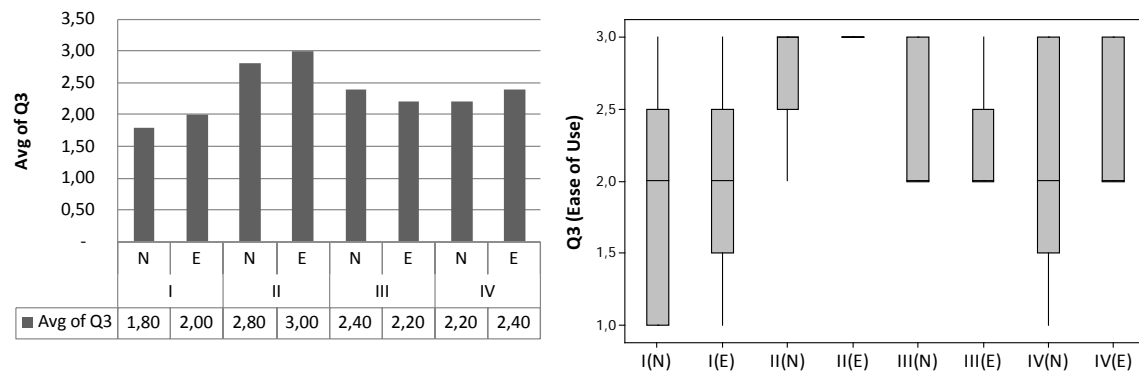 Avg of Q3
3,50
3,00
2,50
2,00
1,50
1,00
0,50
-
N E N E N E N E
I II III IV
Avg of Q3 1,80 2,00 2,80 3,00 2,40 2,20 2,20 2,40
Q3 (Ease of Use)
3,0
2,5
2,0
1,5
1,0
I(N) I(E) II(N) II(E) III(N) III(E) IV(N) IV(E)